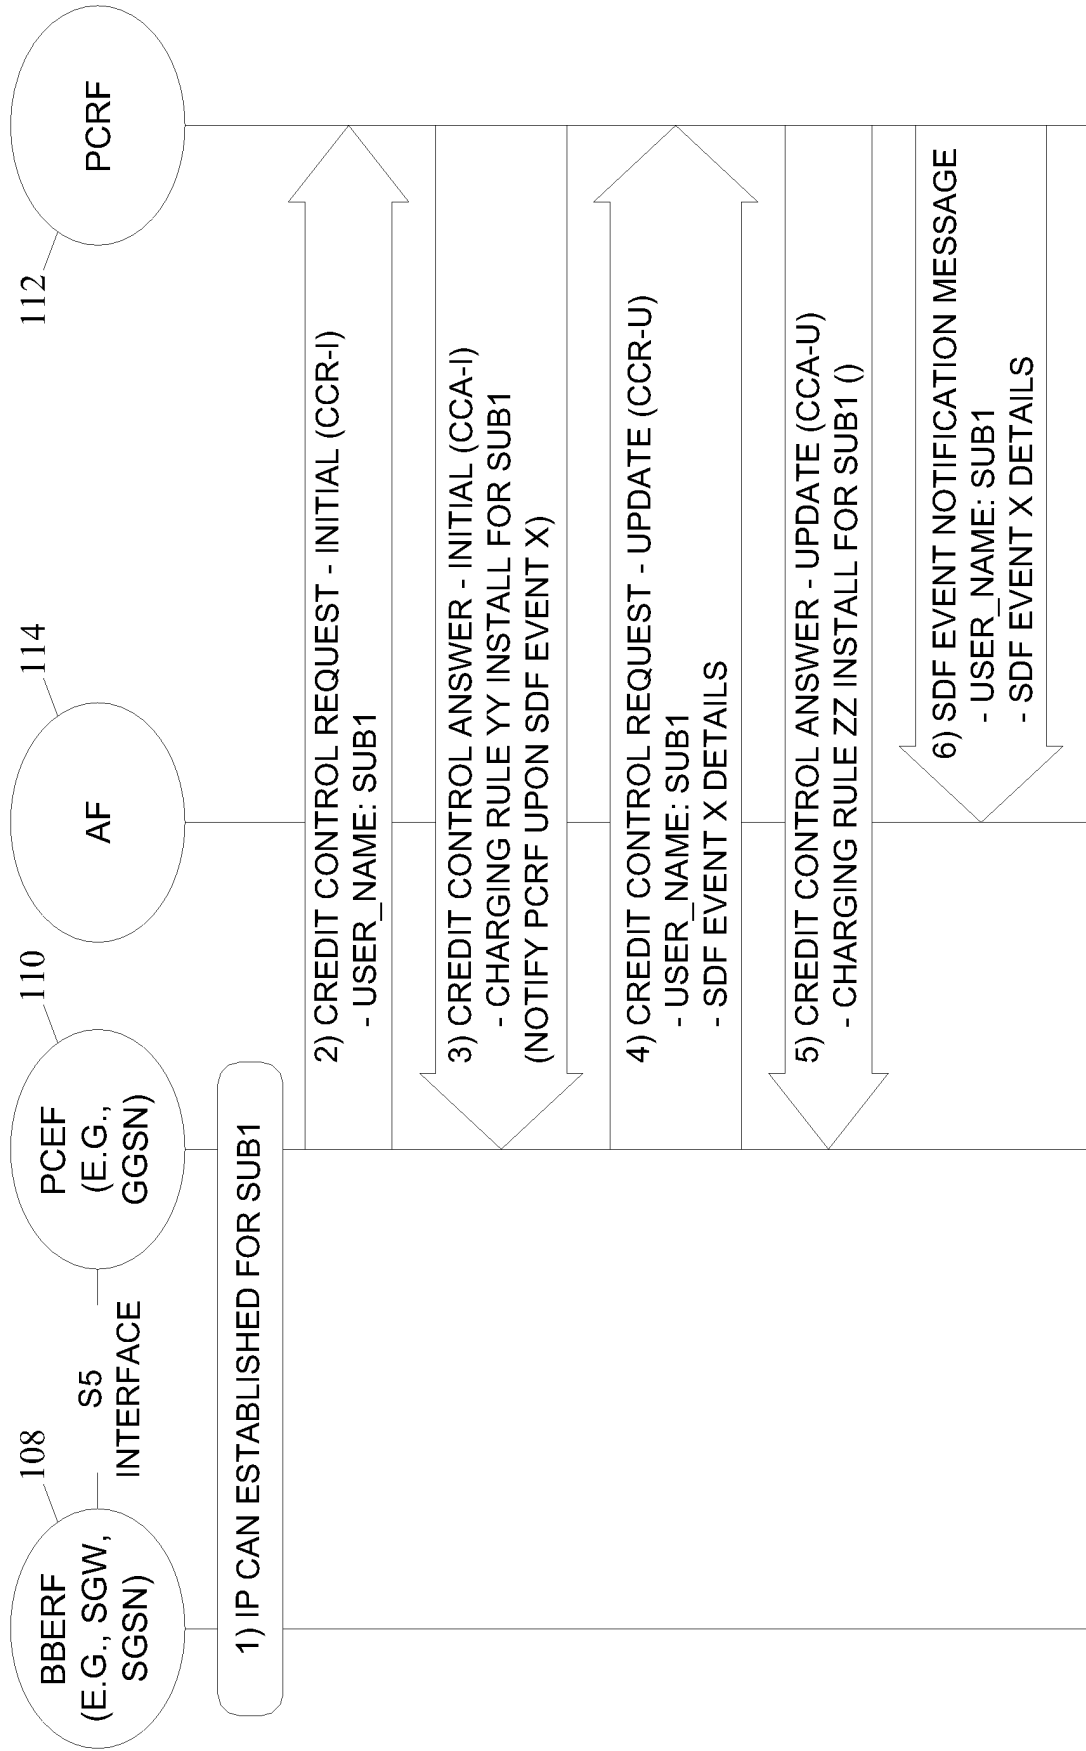 108
BBERF
(E.G., SGW,
SGSN)
S5
INTERFACE
110
PCEF
(E.G.,
GGSN)
114
AF
112
PCRF
1) IP CAN ESTABLISHED FOR SUB1
2) CREDIT CONTROL REQUEST - INITIAL (CCR-I)
- USER_NAME: SUB1
3) CREDIT CONTROL ANSWER - INITIAL (CCA-I)
- CHARGING RULE YY INSTALL FOR SUB1
(NOTIFY PCRF UPON SDF EVENT X)
4) CREDIT CONTROL REQUEST - UPDATE (CCR-U)
- USER_NAME: SUB1
- SDF EVENT X DETAILS
5) CREDIT CONTROL ANSWER - UPDATE (CCA-U)
- CHARGING RULE ZZ INSTALL FOR SUB1 ()
6) SDF EVENT NOTIFICATION MESSAGE
- USER_NAME: SUB1
- SDF EVENT X DETAILS